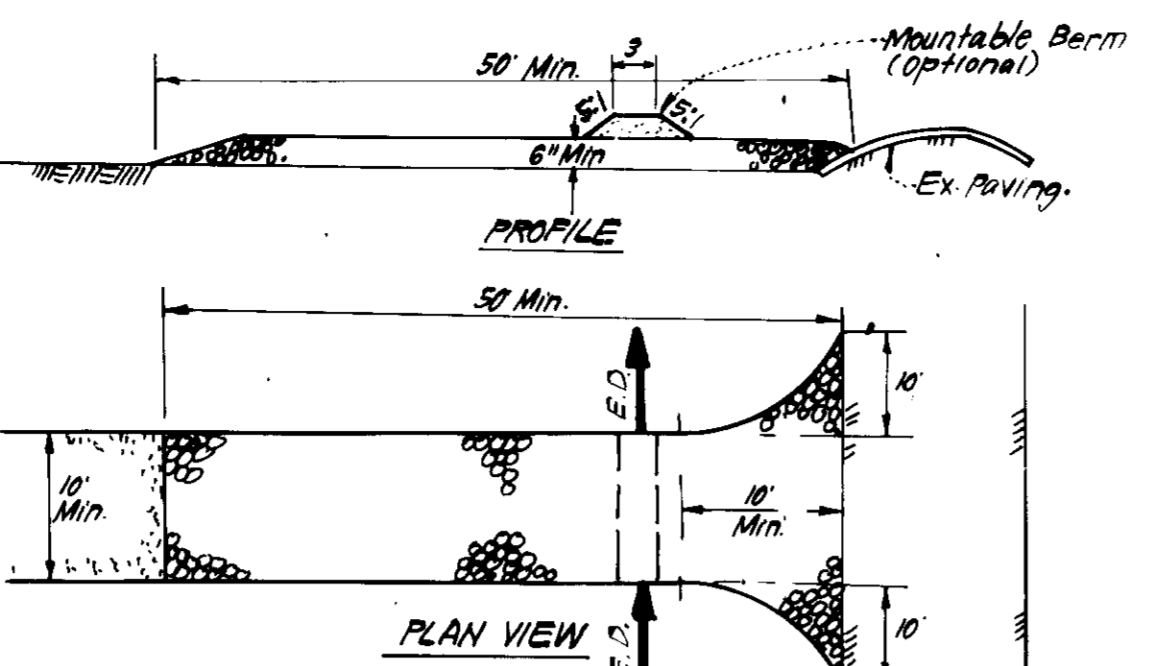 3
Mountable Berm
(optional)
50' Min.
5:1
5:1
6" Min
Ex. Paving.
PROFILE
50' Min.
E.D.
10'
10'
Min.
10'
Min.
10'
PLAN VIEW
E.D.